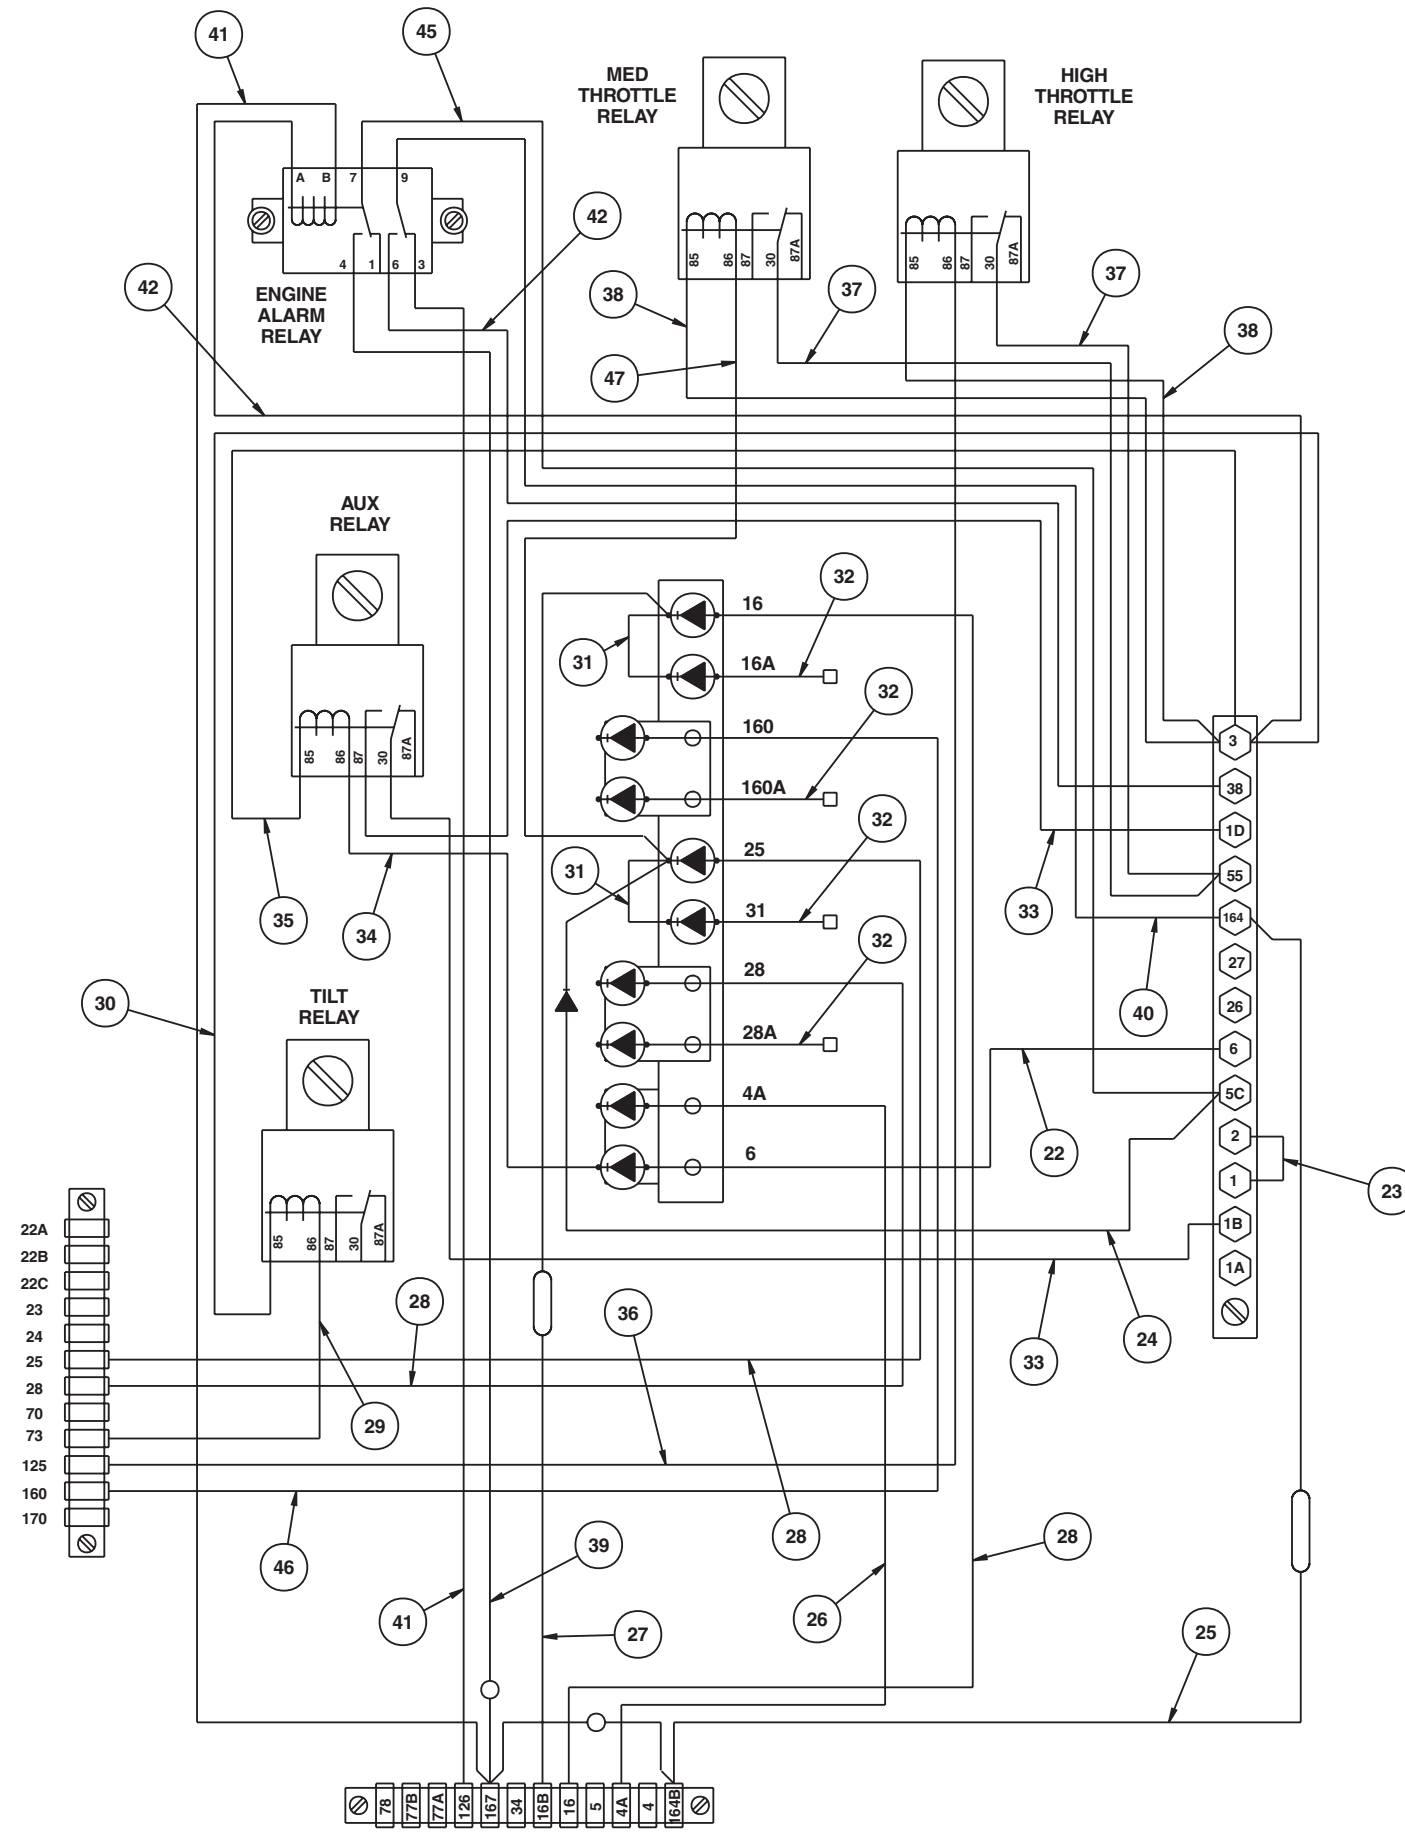 41
45
MED
THROTTLE
RELAY
HIGH
THROTTLE
RELAY
A B 7 9
4 1 6 3
ENGINE
ALARM
RELAY
42
42
85 86 87 30 87A
85 86 87 30 87A
38
37
37
38
47
AUX
RELAY
32
16
31
16A
32
160
85 86 87 30 87A
160A
32
25
31
31
32
35
34
28
28A
4A
6
3
38
1D
55
164
27
26
6
5C
2
1
1B
1A
33
40
22
23
30
TILT
RELAY
85 86 87 30 87A
22A
22B
22C
23
24
25
28
70
73
125
160
170
28
36
29
24
33
46
39
28
28
41
27
26
25
78 77B 77A 126 167 34 16B 16 5 4A 4 164B